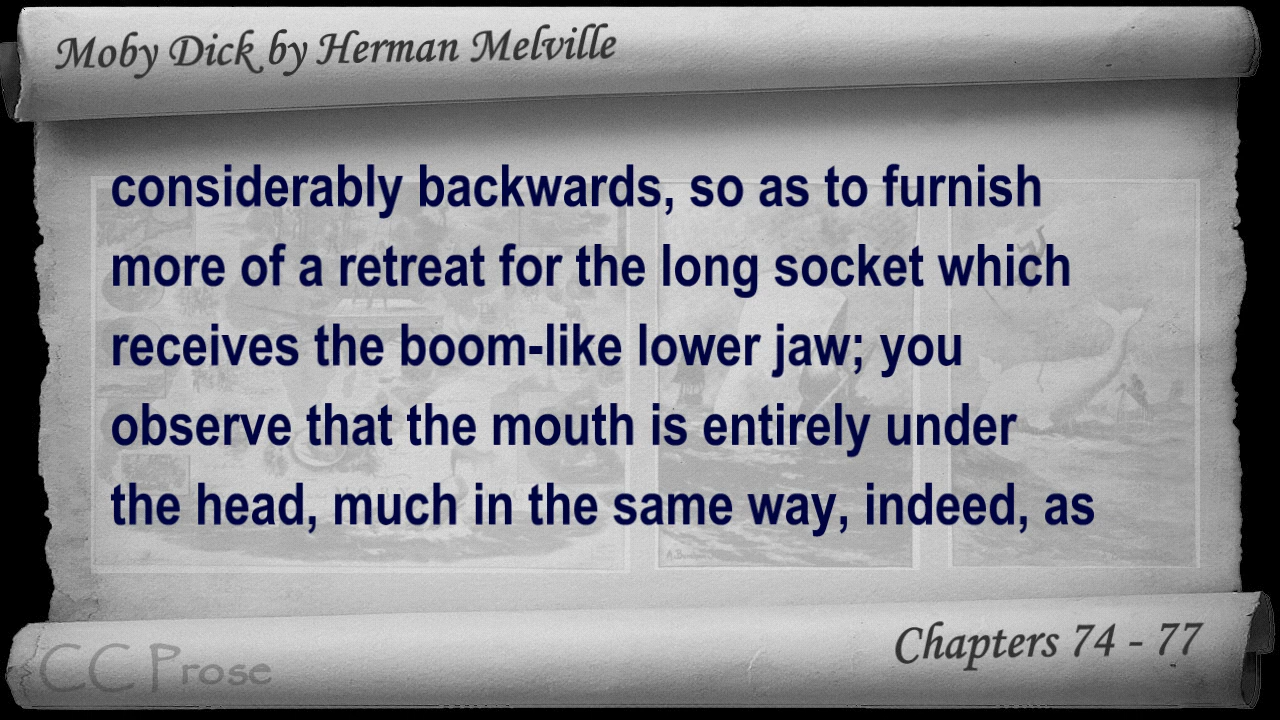 Moby Dick by Herman Melville
considerably backwards, so as to furnish
more of a retreat for the long socket which
receives the boom-like lower jaw; you
observe that the mouth is entirely under
the head, much in the same way, indeed, as
Chapters 74 - 77
CC Prose